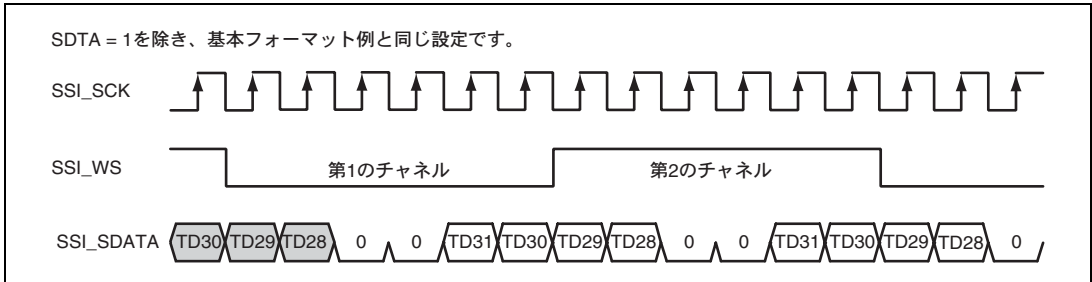 SDTA = 1を除き、基本フォーマット例と同じ設定です。
SSI_SCK
SSI_WS 第1のチャネル 第2のチャネル
SSI_SDATA TD30 TD29 TD28 0 0 TD31 TD30 TD29 TD28 0 0 TD31 TD30 TD29 TD28 0